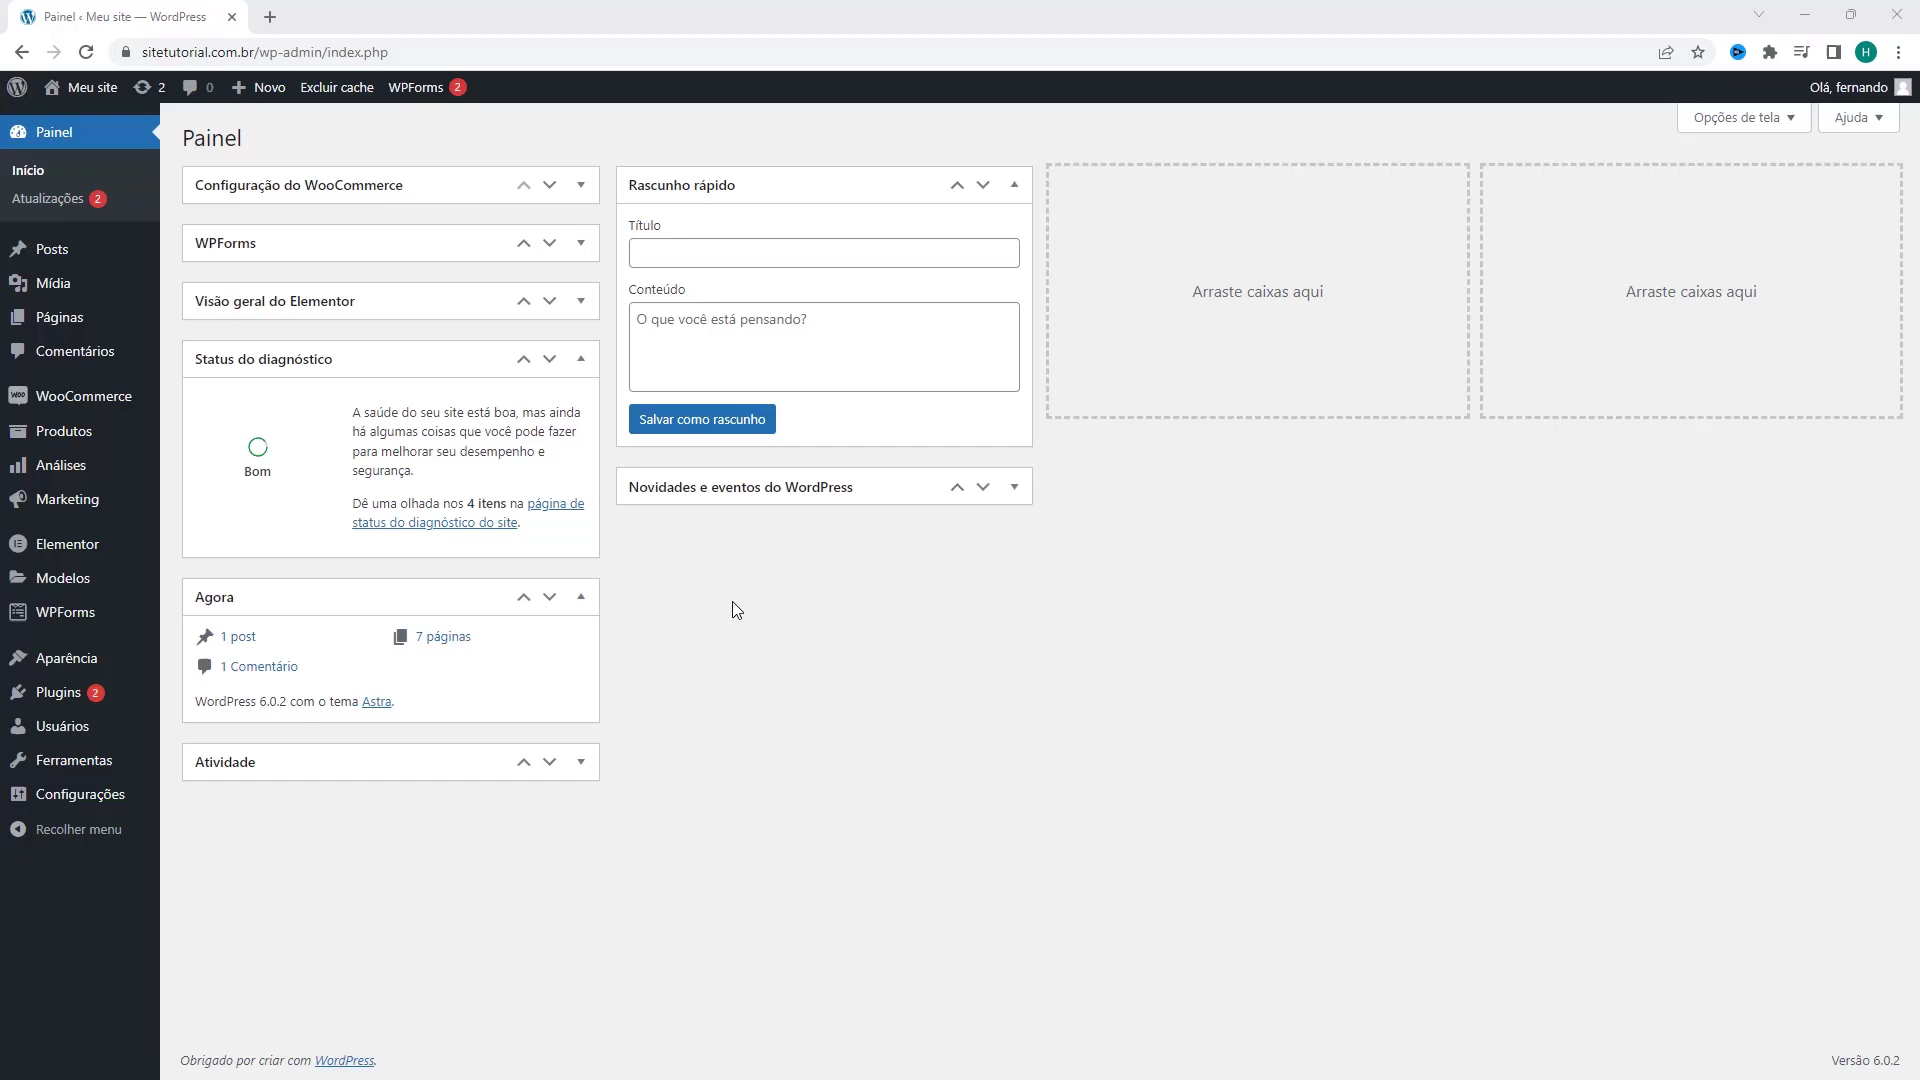 Painel ‹ Meu site — WordPress
sitetutorial.com.br/wp-admin/index.php
H
Meu site
2
0
Novo
Excluir cache
WPForms 2
Olá, fernando
Painel
Início
Atualizações 2
Posts
Mídia
Páginas
Comentários
WooCommerce
Produtos
Análises
Marketing
Elementor
Modelos
WPForms
Aparência
Plugins 2
Usuários
Ferramentas
Configurações
Recolher menu
Opções de tela
Ajuda
Painel
Configuração do WooCommerce
WPForms
Visão geral do Elementor
Status do diagnóstico
Bom
A saúde do seu site está boa, mas ainda
há algumas coisas que você pode fazer
para melhorar seu desempenho e
segurança.
Dê uma olhada nos 4 itens na página de
status do diagnóstico do site.
Agora
1 post
7 páginas
1 Comentário
WordPress 6.0.2 com o tema Astra.
Atividade
Rascunho rápido
Título
Conteúdo
O que você está pensando?
Salvar como rascunho
Novidades e eventos do WordPress
Arraste caixas aqui
Arraste caixas aqui
Obrigado por criar com WordPress.
Versão 6.0.2